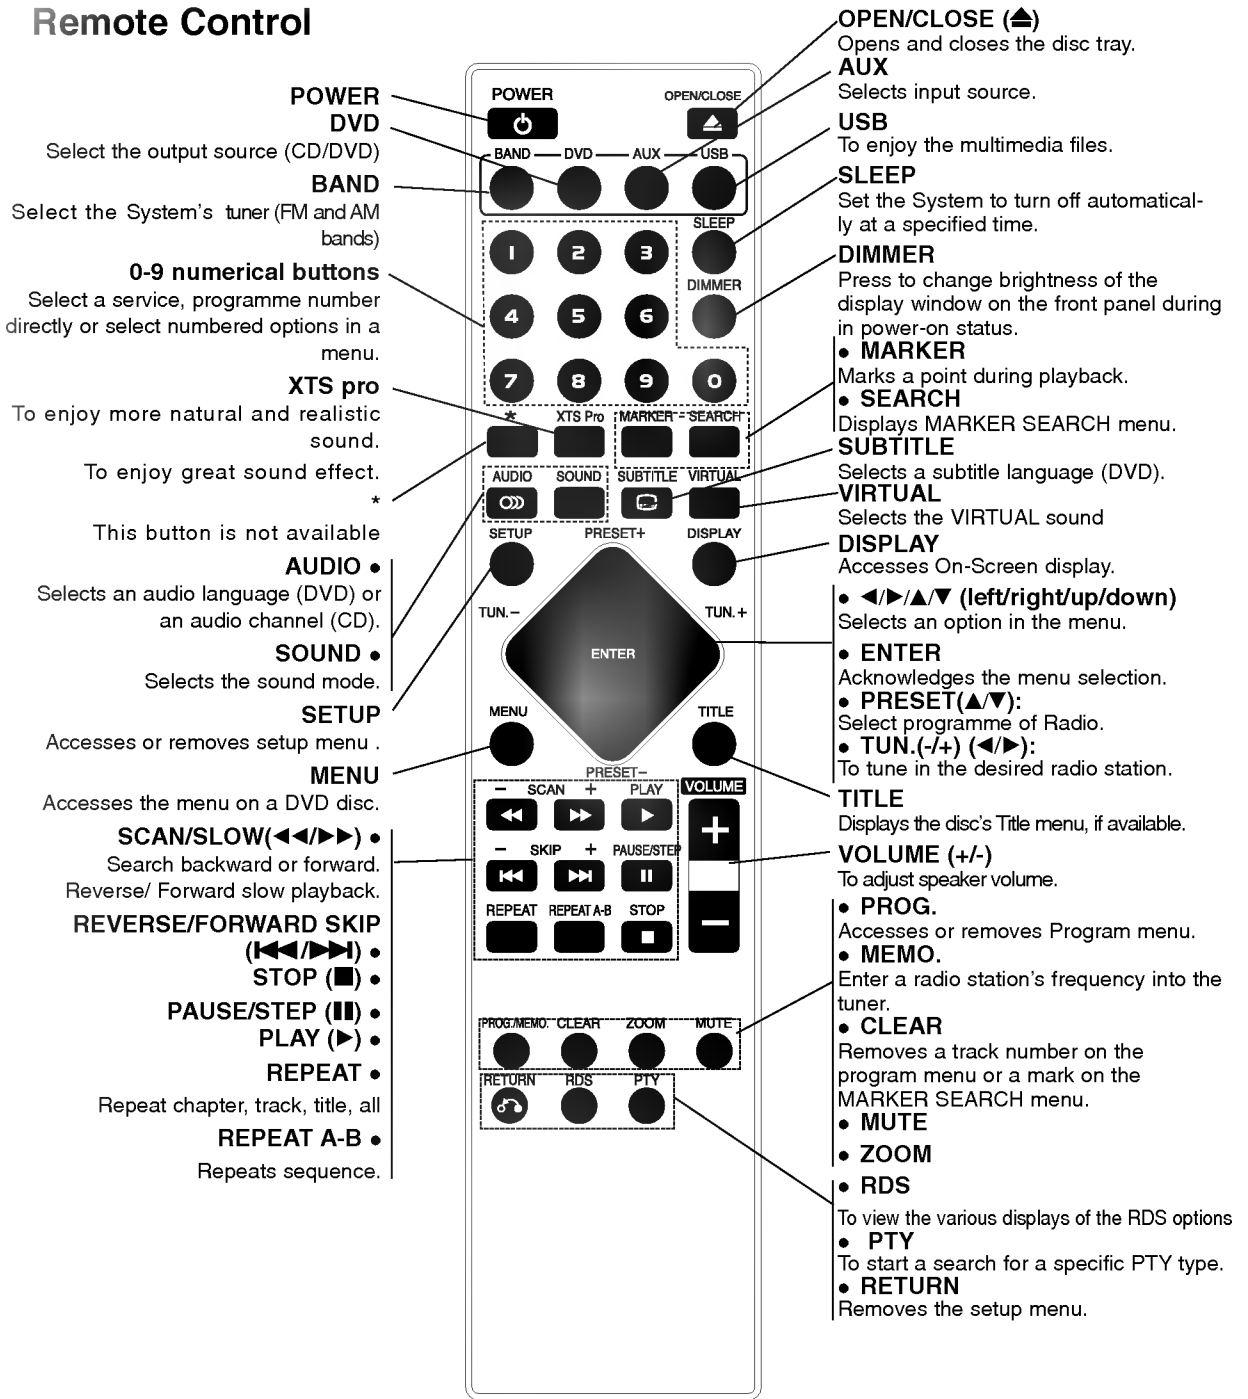 Remote Control
POWER
DVD
Select the output source (CD/DVD)
BAND
Select the System's tuner (FM and AM
bands)
0-9 numerical buttons
Select a service, programme number
directly or select numbered options in a
menu.
XTS pro
To enjoy more natural and realistic
sound.
To enjoy great sound effect.
*
This button is not available
AUDIO •
Selects an audio language (DVD) or
an audio channel (CD).
SOUND •
Selects the sound mode.
SETUP
Accesses or removes setup menu .
MENU
Accesses the menu on a DVD disc.
SCAN/SLOW(◀◀/▶▶) •
Search backward or forward.
Reverse/ Forward slow playback.
REVERSE/FORWARD SKIP
(I◀◀/▶▶I) •
STOP (■) •
PAUSE/STEP (II) •
PLAY (▶) •
REPEAT •
Repeat chapter, track, title, all
REPEAT A-B •
Repeats sequence.
POWER
OPEN/CLOSE
BAND DVD AUX USB
1 2 3 SLEEP
DIMMER
4 5 6
7 8 9 0
* XTS Pro MARKER - SEARCH
AUDIO SOUND SUBTITLE VIRTUAL
SETUP PRESET+ DISPLAY
TUN.− TUN.+
ENTER
MENU TITLE
PRESET−
− SCAN + PLAY VOLUME
+
− SKIP + PAUSE/STEP
REPEAT REPEAT A-B STOP
−
PROG./MEMO. CLEAR ZOOM MUTE
RETURN RDS PTY
OPEN/CLOSE (⏏)
Opens and closes the disc tray.
AUX
Selects input source.
USB
To enjoy the multimedia files.
SLEEP
Set the System to turn off automatical-
ly at a specified time.
DIMMER
Press to change brightness of the
display window on the front panel during
in power-on status.
• MARKER
Marks a point during playback.
• SEARCH
Displays MARKER SEARCH menu.
SUBTITLE
Selects a subtitle language (DVD).
VIRTUAL
Selects the VIRTUAL sound
DISPLAY
Accesses On-Screen display.
• ◀/▶/▲/▼ (left/right/up/down)
Selects an option in the menu.
• ENTER
Acknowledges the menu selection.
• PRESET(▲/▼):
Select programme of Radio.
• TUN.(-/+) (◀/▶):
To tune in the desired radio station.
TITLE
Displays the disc's Title menu, if available.
VOLUME (+/-)
To adjust speaker volume.
• PROG.
Accesses or removes Program menu.
• MEMO.
Enter a radio station's frequency into the
tuner.
• CLEAR
Removes a track number on the
program menu or a mark on the
MARKER SEARCH menu.
• MUTE
• ZOOM
• RDS
To view the various displays of the RDS options
• PTY
To start a search for a specific PTY type.
• RETURN
Removes the setup menu.